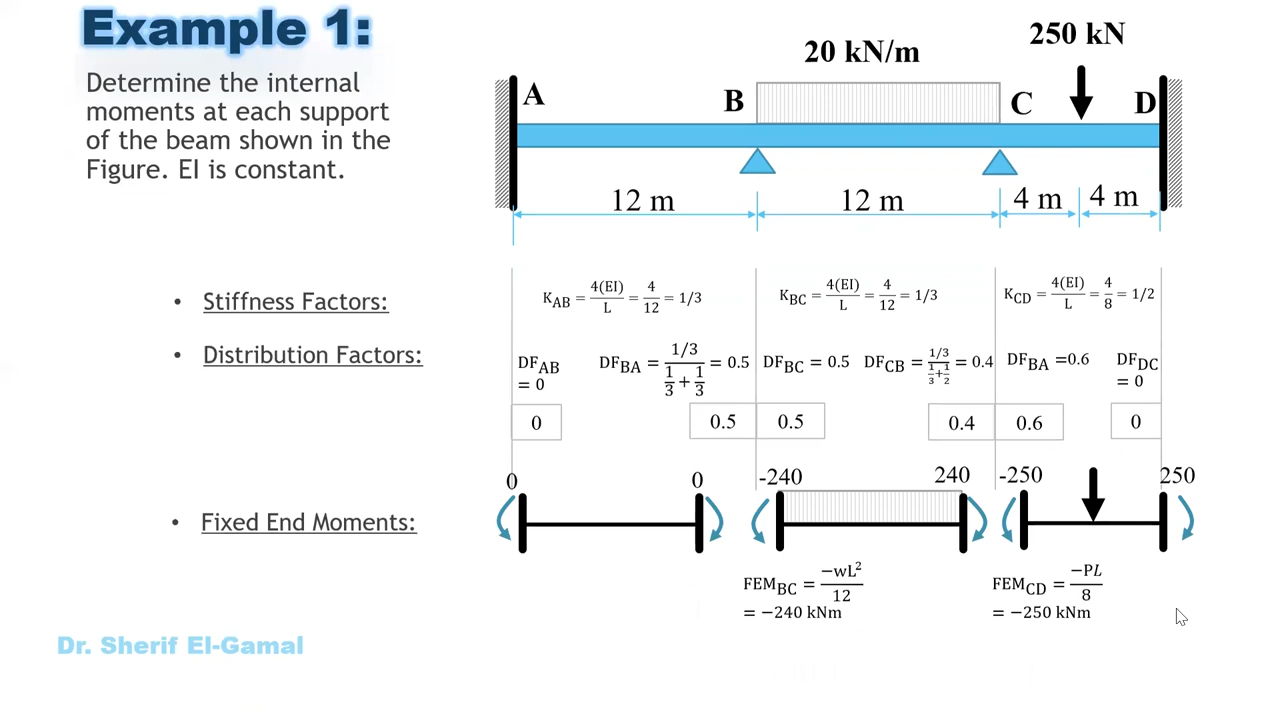 Example 1:
Determine the internal
moments at each support
of the beam shown in the
Figure. EI is constant.
250 kN
20 kN/m
A
B
C
D
12 m
12 m
4 m
4 m
• Stiffness Factors:
K_AB = 4(EI)/L = 4/12 = 1/3
K_BC = 4(EI)/L = 4/12 = 1/3
K_CD = 4(EI)/L = 4/8 = 1/2
• Distribution Factors:
DF_AB
= 0
DF_BA = (1/3)/(1/3 + 1/3) = 0.5
DF_BC = 0.5
DF_CB = (1/3)/(1/3+1/2) = 0.4
DF_BA =0.6
DF_DC
= 0
0
0.5
0.5
0.4
0.6
0
0
0
-240
240
-250
250
• Fixed End Moments:
FEM_BC = −wL²/12
= −240 kNm
FEM_CD = −PL/8
= −250 kNm
Dr. Sherif El-Gamal